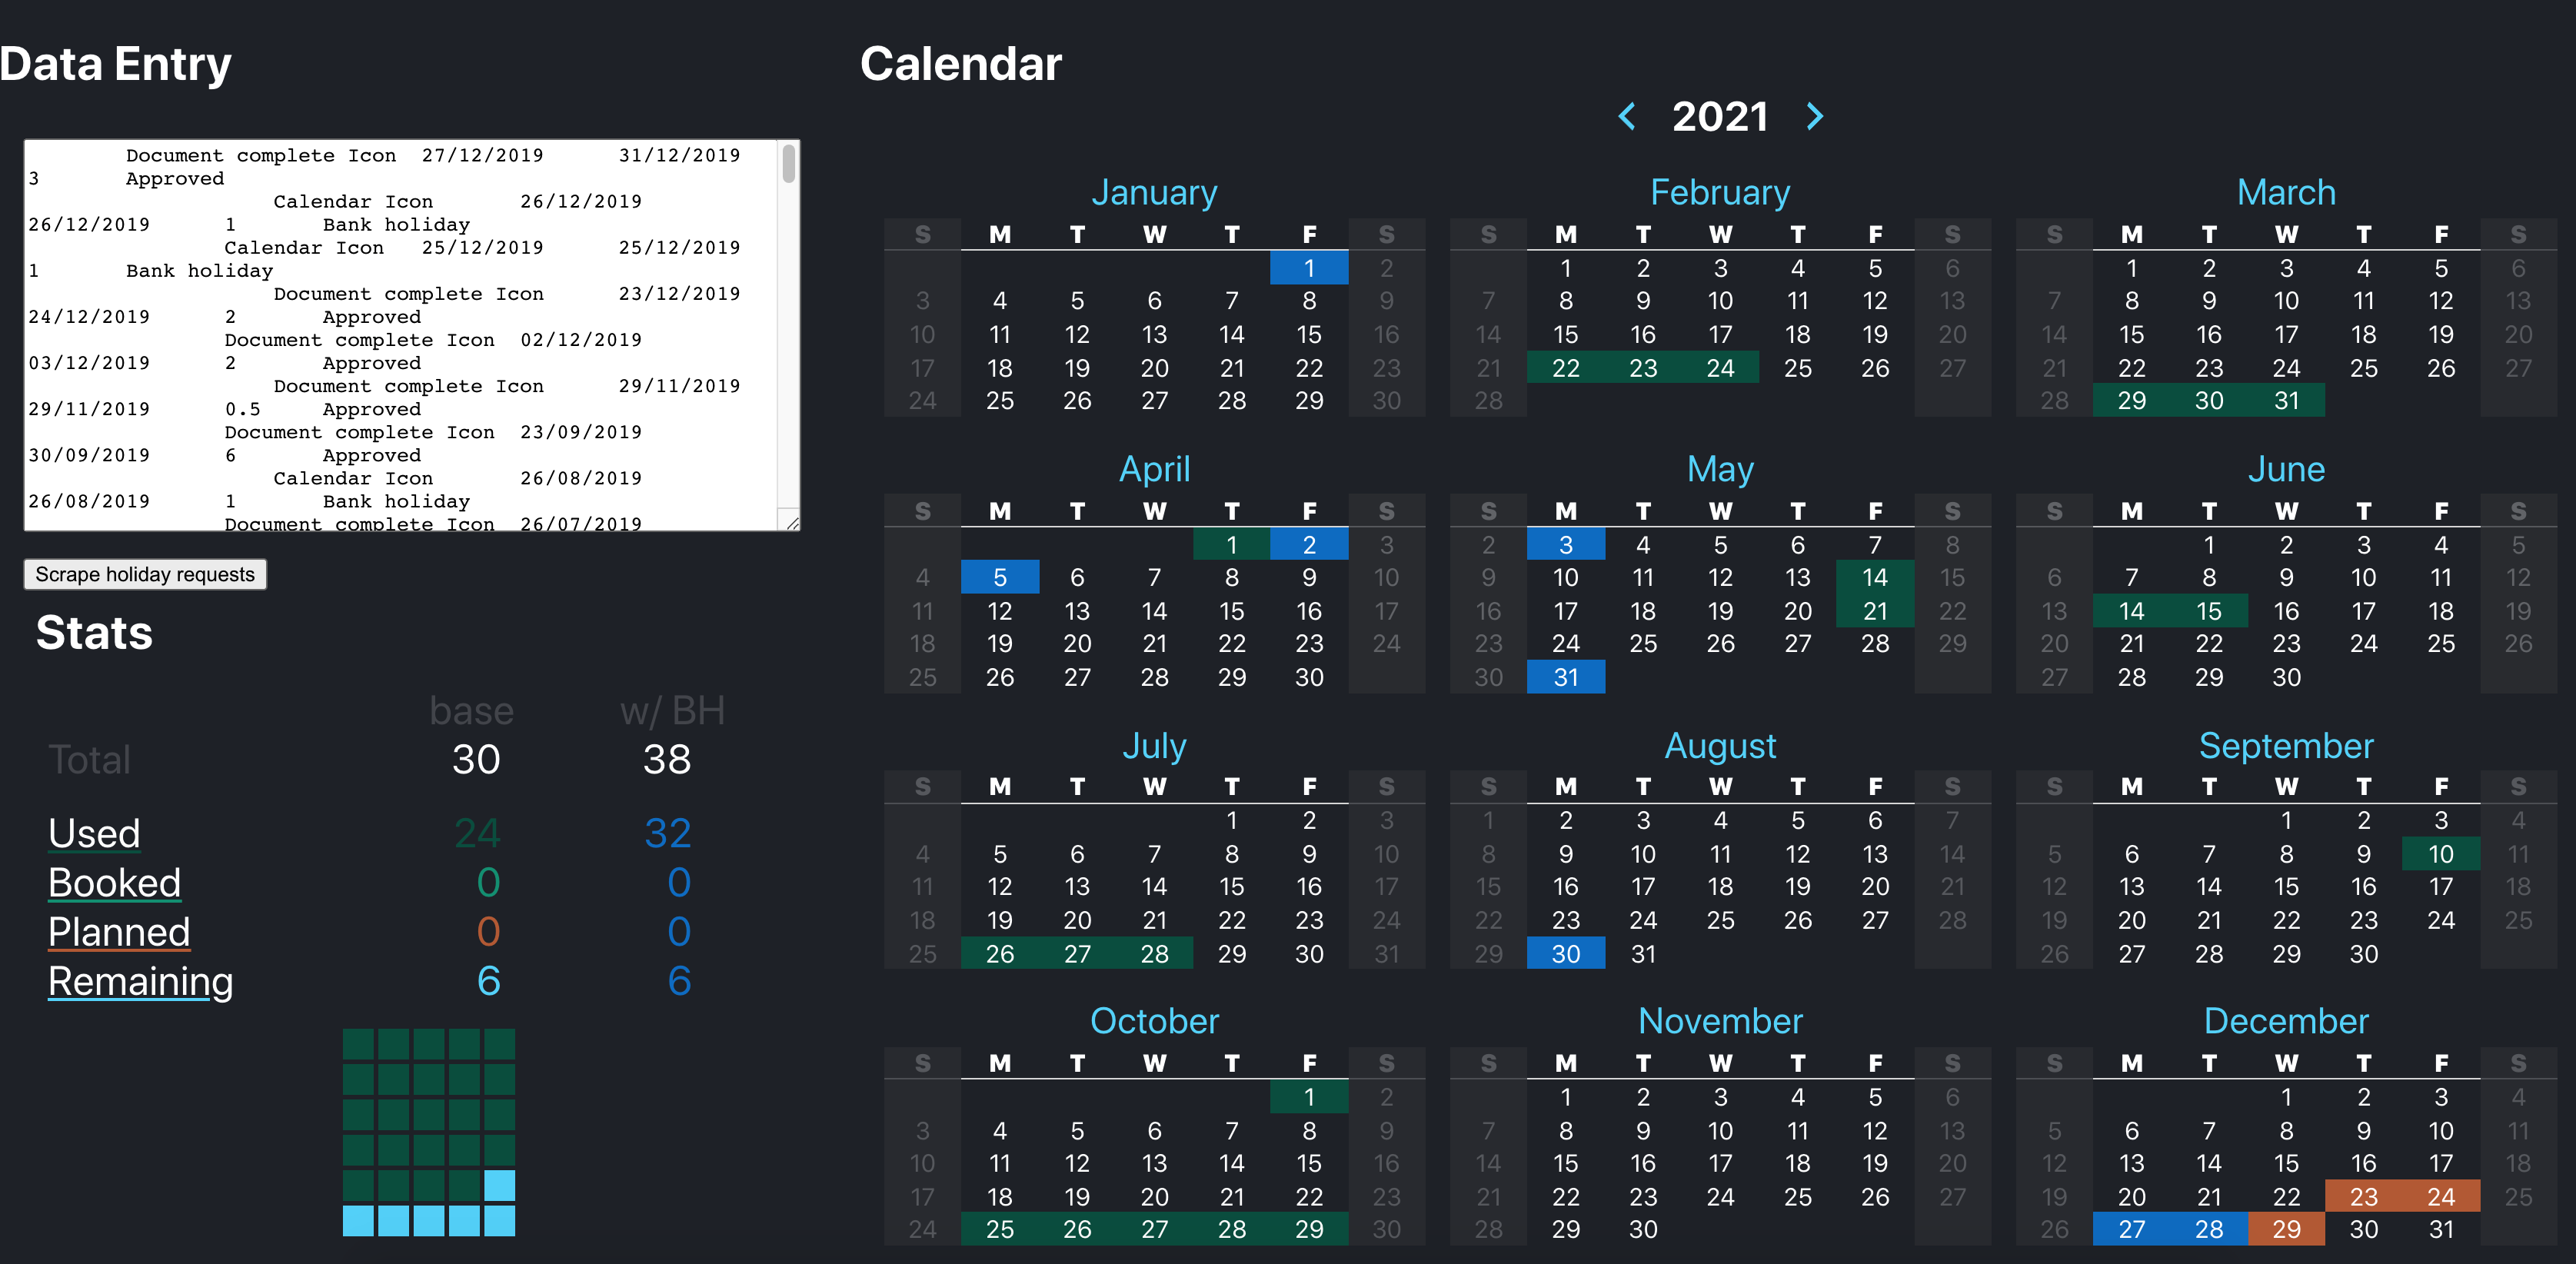 Data Entry
Document complete Icon 27/12/2019 31/12/2019
3 Approved
Calendar Icon 26/12/2019
26/12/2019 1 Bank holiday
Calendar Icon 25/12/2019 25/12/2019
1 Bank holiday
Document complete Icon 23/12/2019
24/12/2019 2 Approved
Document complete Icon 02/12/2019
03/12/2019 2 Approved
Document complete Icon 29/11/2019
29/11/2019 0.5 Approved
Document complete Icon 23/09/2019
30/09/2019 6 Approved
Calendar Icon 26/08/2019
26/08/2019 1 Bank holiday
Document complete Icon 26/07/2019
Scrape holiday requests
Stats
base w/ BH
Total 30 38
Used 24 32
Booked 0 0
Planned 0 0
Remaining 6 6
Calendar
< 2021 >
January
S M T W T F S
1 2
3 4 5 6 7 8 9
10 11 12 13 14 15 16
17 18 19 20 21 22 23
24 25 26 27 28 29 30
February
S M T W T F S
1 2 3 4 5 6
7 8 9 10 11 12 13
14 15 16 17 18 19 20
21 22 23 24 25 26 27
28
March
S M T W T F S
1 2 3 4 5 6
7 8 9 10 11 12 13
14 15 16 17 18 19 20
21 22 23 24 25 26 27
28 29 30 31
April
S M T W T F S
1 2 3
4 5 6 7 8 9 10
11 12 13 14 15 16 17
18 19 20 21 22 23 24
25 26 27 28 29 30
May
S M T W T F S
2 3 4 5 6 7 8
9 10 11 12 13 14 15
16 17 18 19 20 21 22
23 24 25 26 27 28 29
30 31
June
S M T W T F S
1 2 3 4 5
6 7 8 9 10 11 12
13 14 15 16 17 18 19
20 21 22 23 24 25 26
27 28 29 30
July
S M T W T F S
1 2 3
4 5 6 7 8 9 10
11 12 13 14 15 16 17
18 19 20 21 22 23 24
25 26 27 28 29 30 31
August
S M T W T F S
1 2 3 4 5 6 7
8 9 10 11 12 13 14
15 16 17 18 19 20 21
22 23 24 25 26 27 28
29 30 31
September
S M T W T F S
1 2 3 4
5 6 7 8 9 10 11
12 13 14 15 16 17 18
19 20 21 22 23 24 25
26 27 28 29 30
October
S M T W T F S
1 2
3 4 5 6 7 8 9
10 11 12 13 14 15 16
17 18 19 20 21 22 23
24 25 26 27 28 29 30
November
S M T W T F S
1 2 3 4 5 6
7 8 9 10 11 12 13
14 15 16 17 18 19 20
21 22 23 24 25 26 27
28 29 30
December
S M T W T F S
1 2 3 4
5 6 7 8 9 10 11
12 13 14 15 16 17 18
19 20 21 22 23 24 25
26 27 28 29 30 31